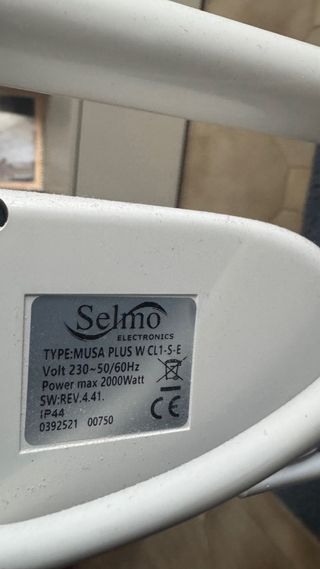 Selmo
ELECTRONICS
TYPE:MUSA PLUS W CL1-S-E
Volt 230~50/60Hz
Power max 2000Watt
SW:REV.4.41.
IP44
0392521 00750
CE